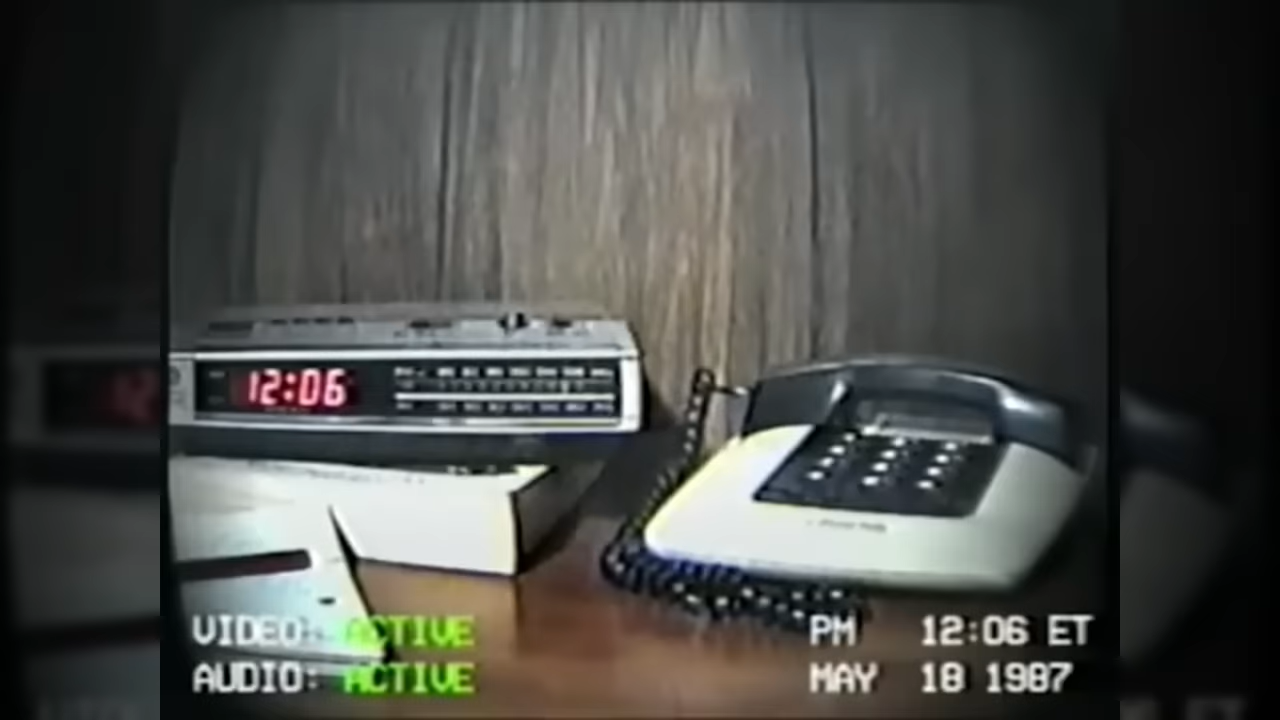 12:06
VIDEO: ACTIVE
AUDIO: ACTIVE
PM 12:06 ET
MAY 18 1987